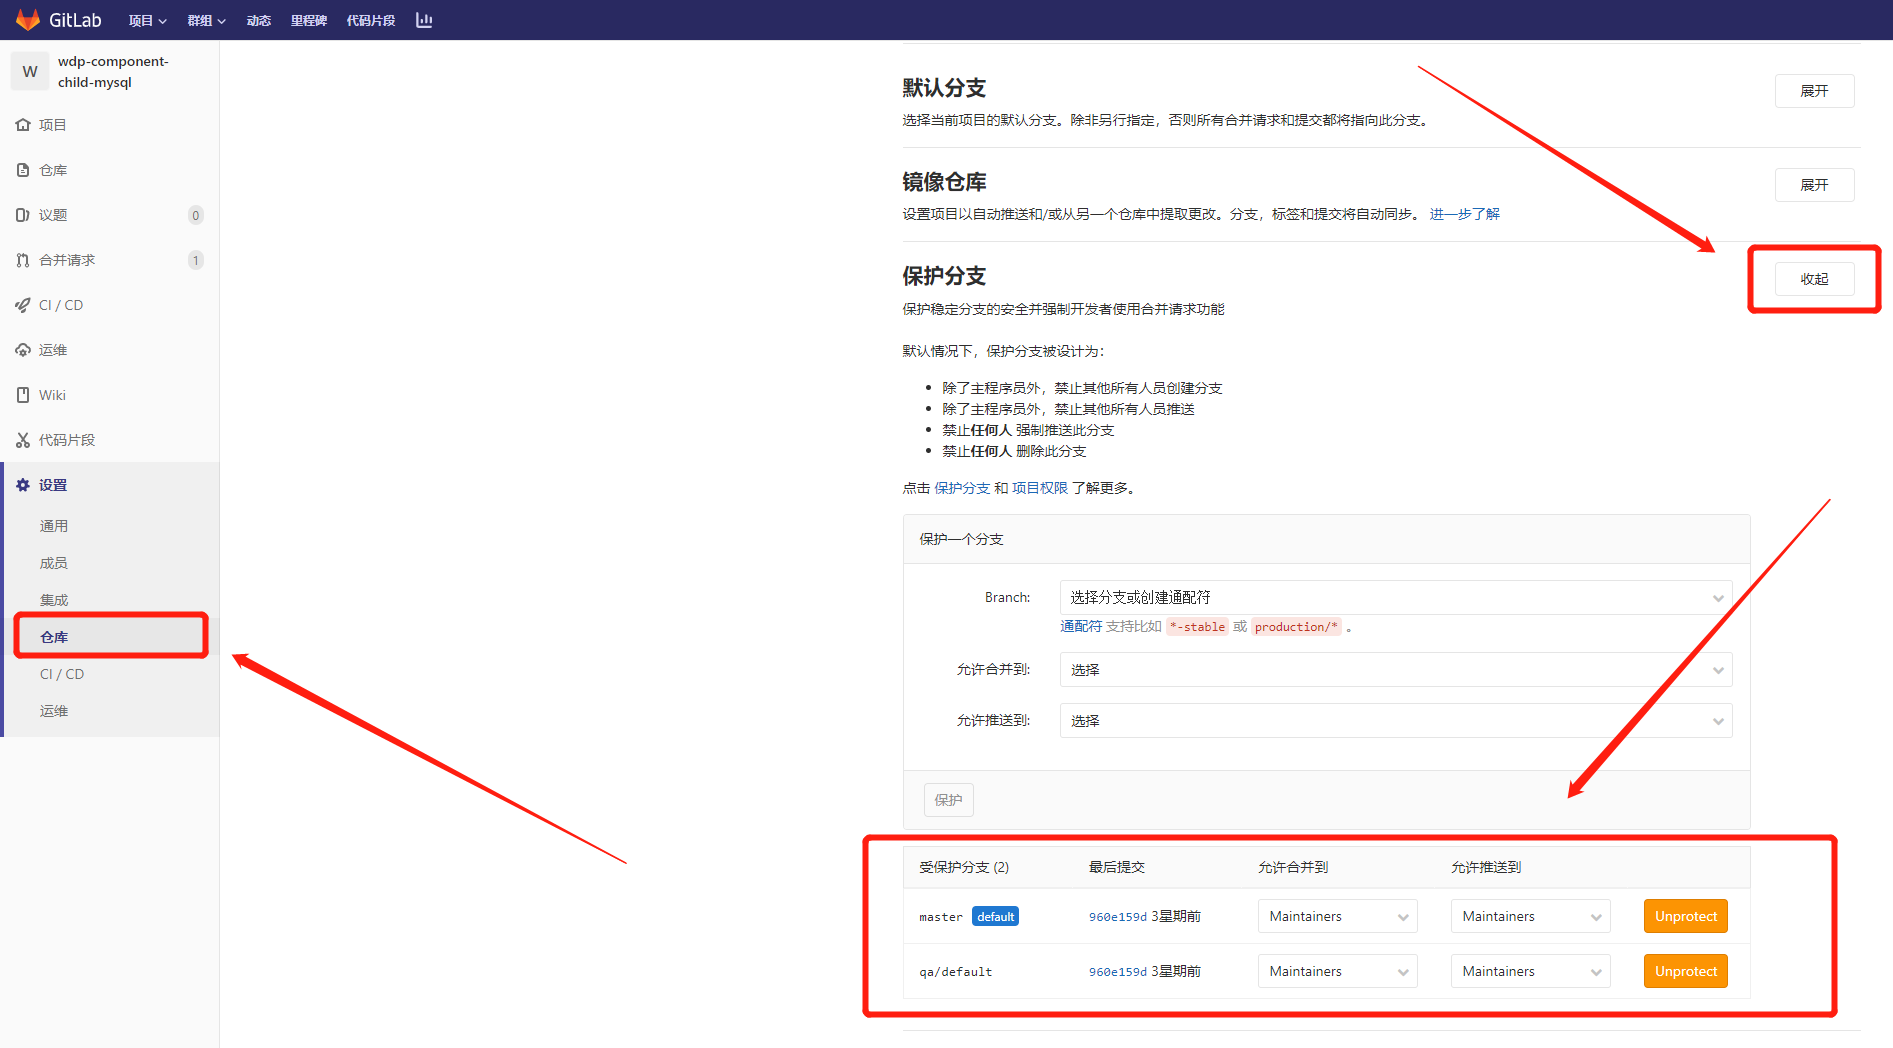 GitLab 项目 群组 动态 里程碑 代码片段
W wdp-component-
child-mysql
项目
仓库
议题 0
合并请求 1
CI / CD
运维
Wiki
代码片段
设置
通用
成员
集成
仓库
CI / CD
运维
默认分支 展开
选择当前项目的默认分支。除非另行指定，否则所有合并请求和提交都将指向此分支。
镜像仓库 展开
设置项目以自动推送和/或从另一个仓库中提取更改。分支，标签和提交将自动同步。 进一步了解
保护分支 收起
保护稳定分支的安全并强制开发者使用合并请求功能
默认情况下，保护分支被设计为：
除了主程序员外，禁止其他所有人员创建分支
除了主程序员外，禁止其他所有人员推送
禁止任何人 强制推送此分支
禁止任何人 删除此分支
点击 保护分支 和 项目权限 了解更多。
保护一个分支
Branch: 选择分支或创建通配符
通配符 支持比如 *-stable 或 production/* 。
允许合并到: 选择
允许推送到: 选择
保护
受保护分支 (2) 最后提交 允许合并到 允许推送到
master default 960e159d 3星期前 Maintainers Maintainers Unprotect
qa/default 960e159d 3星期前 Maintainers Maintainers Unprotect